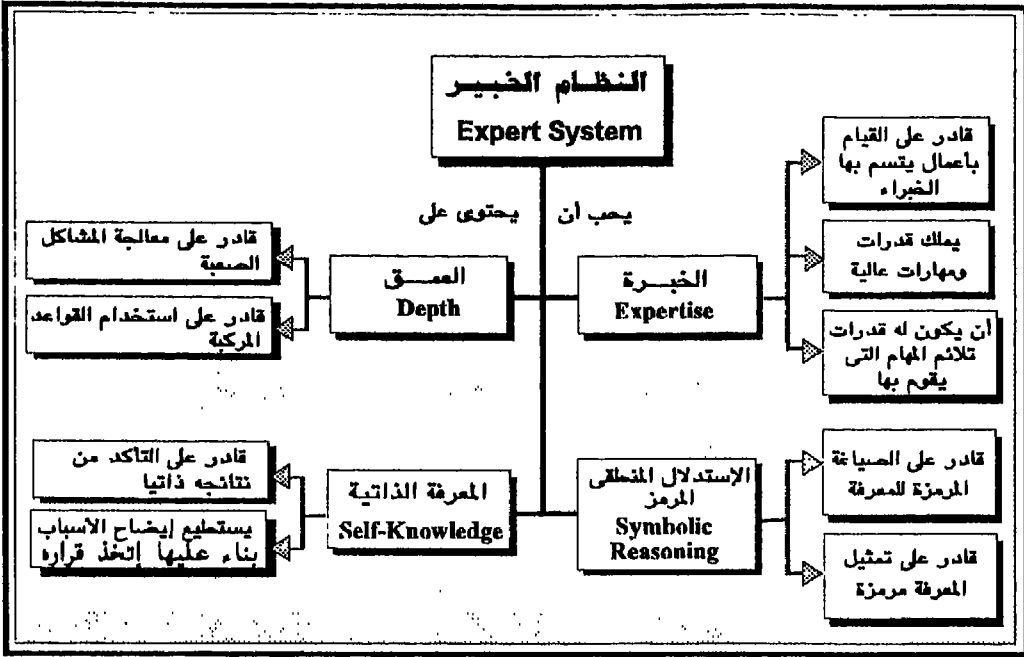 النظام الخبير
Expert System
يحب أن يحتوى على
الخبرة
Expertise
قادر على القيام
بأعمال يتسم بها
الخبراء
يملك قدرات
ومهارات عالية
أن يكون له قدرات
تلائم المهام التى
يقوم بها
العمق
Depth
قادر على معالجة المشاكل
الصعبة
قادر على استخدام القواعد
المركبة
الإستدلال المنطقى
المرمز
Symbolic
Reasoning
قادر على الصياغة
المرمزة للمعرفة
قادر على تمثيل
المعرفة مرمزة
المعرفة الذاتية
Self-Knowledge
قادر على التأكد من
نتائجه ذاتيا
يستطيع إيضاح الأسباب
بناء عليها إتخذ قراره